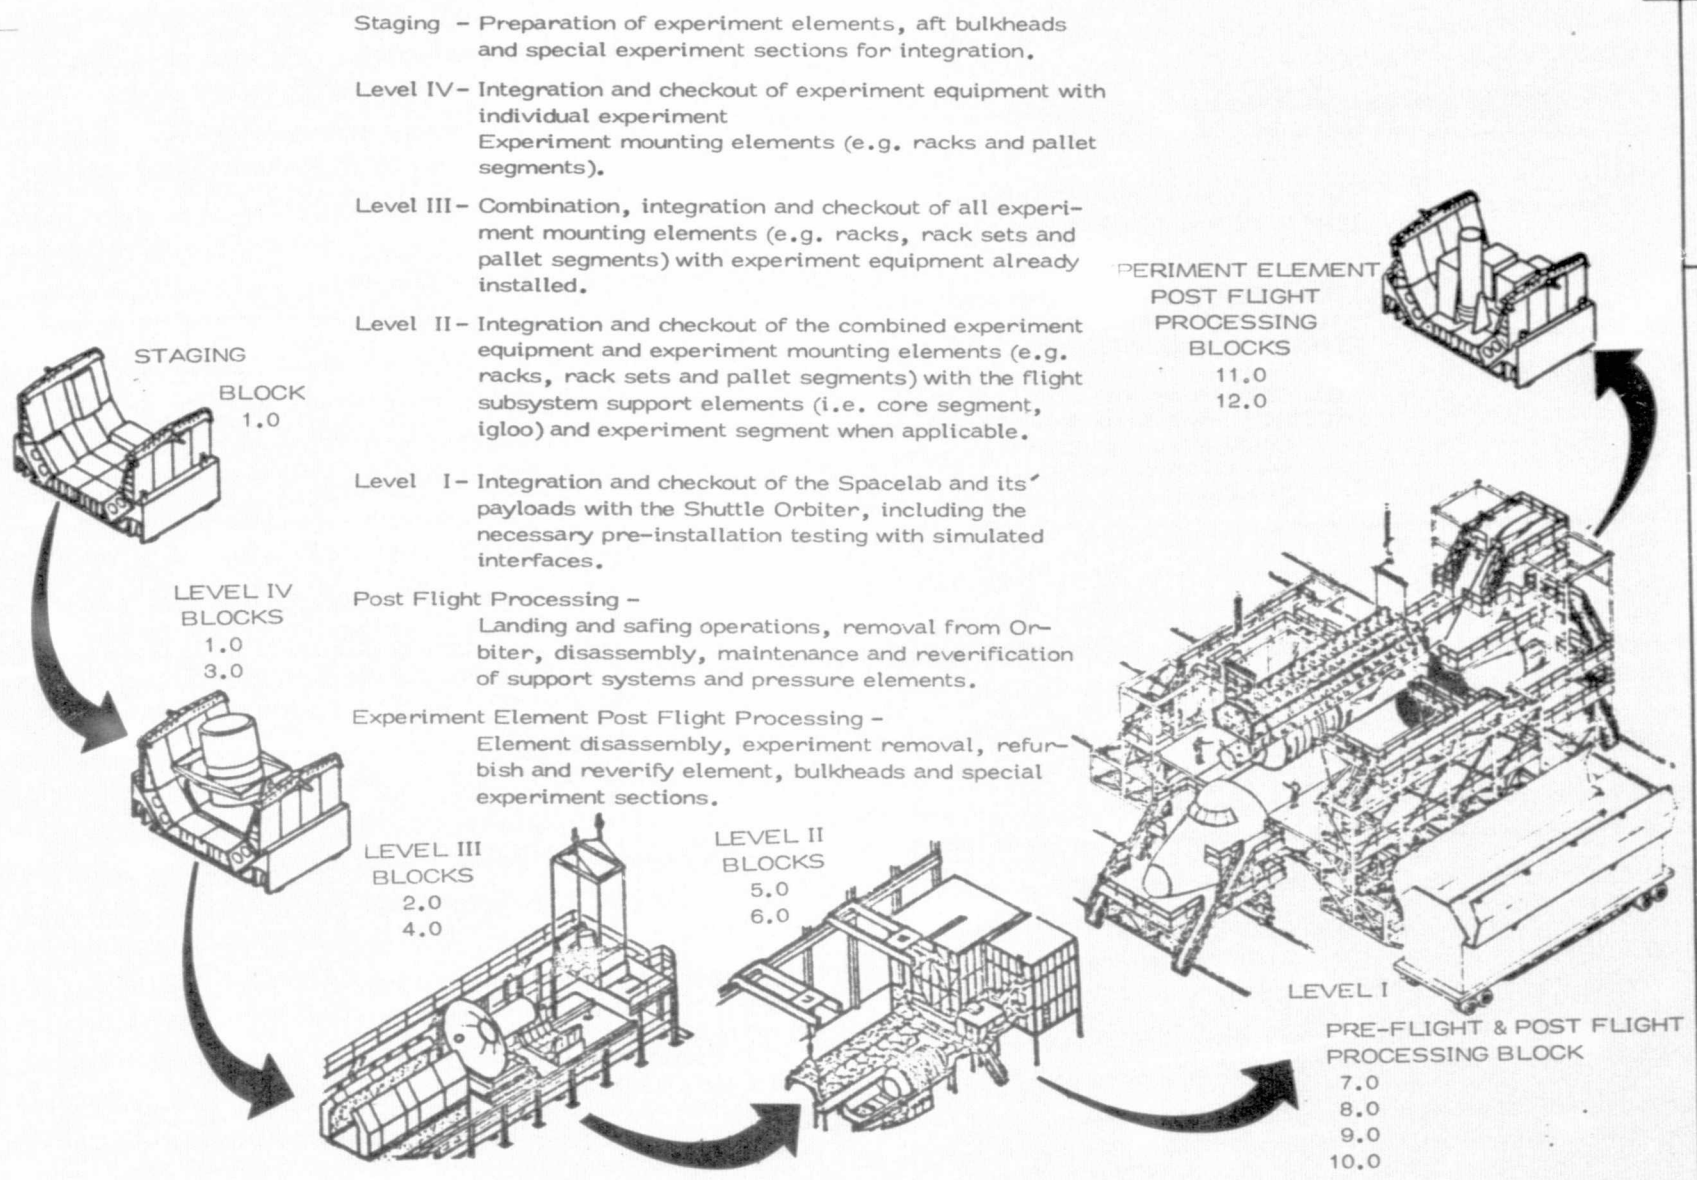 Staging - Preparation of experiment elements, aft bulkheads
and special experiment sections for integration.
Level IV- Integration and checkout of experiment equipment with
individual experiment
Experiment mounting elements (e.g. racks and pallet
segments).
Level III- Combination, integration and checkout of all experi-
ment mounting elements (e.g. racks, rack sets and
pallet segments) with experiment equipment already
installed.
Level II- Integration and checkout of the combined experiment
equipment and experiment mounting elements (e.g.
racks, rack sets and pallet segments) with the flight
subsystem support elements (i.e. core segment,
igloo) and experiment segment when applicable.
Level I- Integration and checkout of the Spacelab and its'
payloads with the Shuttle Orbiter, including the
necessary pre-installation testing with simulated
interfaces.
Post Flight Processing -
Landing and safing operations, removal from Or-
biter, disassembly, maintenance and reverification
of support systems and pressure elements.
Experiment Element Post Flight Processing -
Element disassembly, experiment removal, refur-
bish and reverify element, bulkheads and special
experiment sections.
STAGING
BLOCK
1.0
LEVEL IV
BLOCKS
1.0
3.0
LEVEL III
BLOCKS
2.0
4.0
LEVEL II
BLOCKS
5.0
6.0
LEVEL I
PRE-FLIGHT & POST FLIGHT
PROCESSING BLOCK
7.0
8.0
9.0
10.0
PERIMENT ELEMENT
POST FLIGHT
PROCESSING
BLOCKS
11.0
12.0